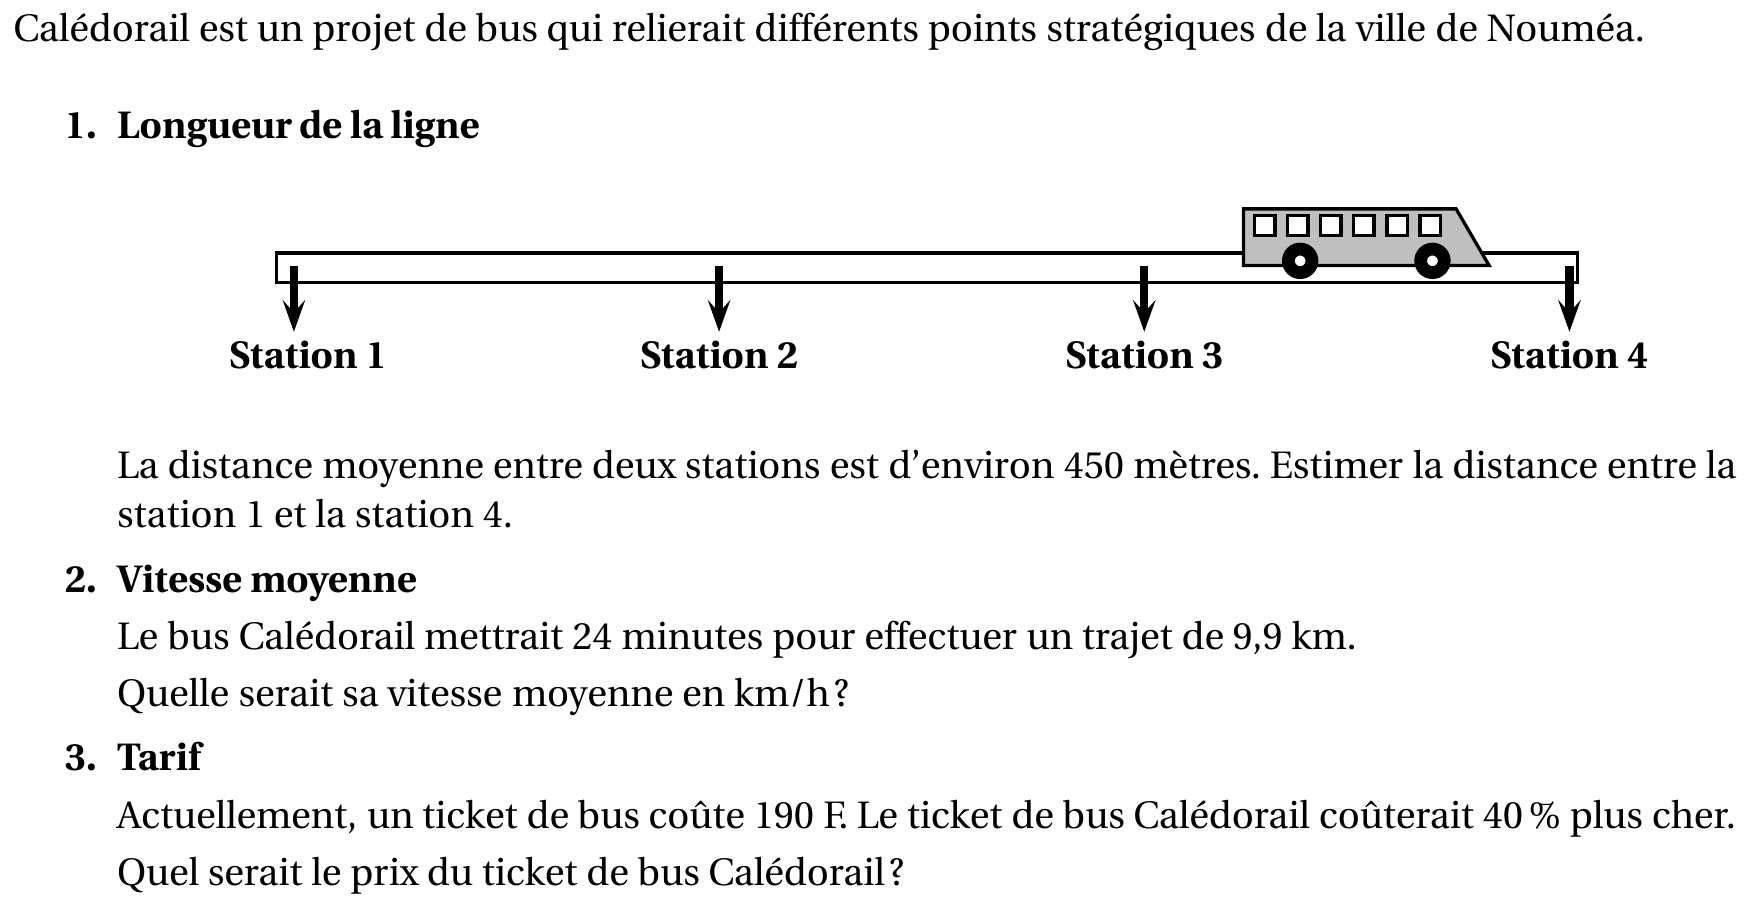 Calédorail est un projet de bus qui relierait différents points stratégiques de la ville de Nouméa.
1. Longueur de la ligne
Station 1 Station 2 Station 3 Station 4
La distance moyenne entre deux stations est d’environ 450 mètres. Estimer la distance entre la
station 1 et la station 4.
2. Vitesse moyenne
Le bus Calédorail mettrait 24 minutes pour effectuer un trajet de 9,9 km.
Quelle serait sa vitesse moyenne en km/h ?
3. Tarif
Actuellement, un ticket de bus coûte 190 F. Le ticket de bus Calédorail coûterait 40 % plus cher.
Quel serait le prix du ticket de bus Calédorail ?